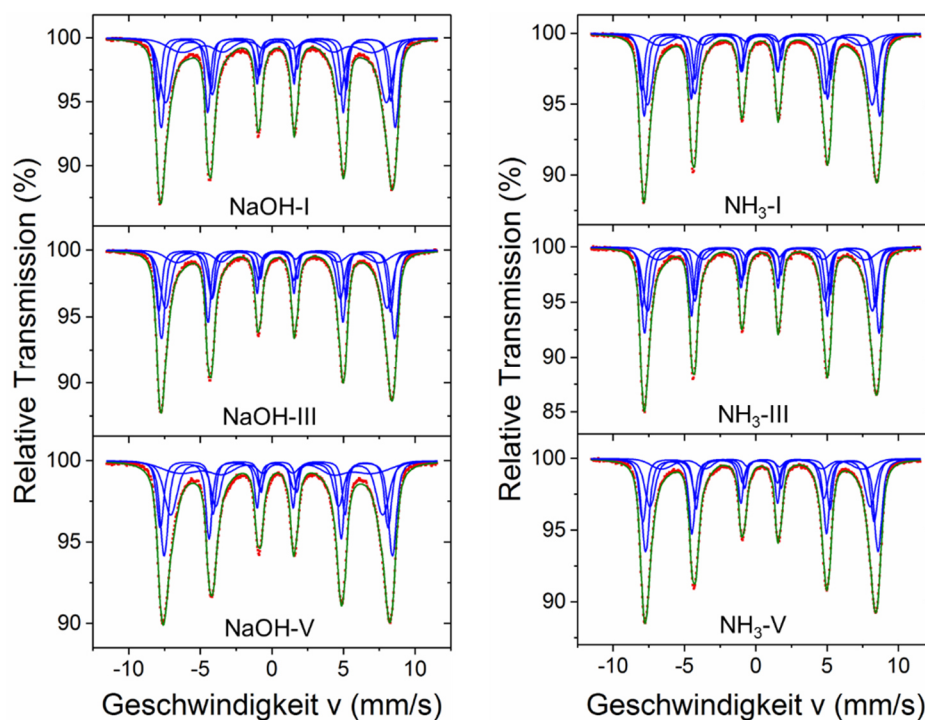 Relative Transmission (%)
100
95
90
NaOH-I
100
95
90
NaOH-III
100
95
90
NaOH-V
-10 -5 0 5 10
Geschwindigkeit v (mm/s)
Relative Transmission (%)
100
95
90
NH₃-I
100
95
90
85
NH₃-III
100
95
90
NH₃-V
-10 -5 0 5 10
Geschwindigkeit v (mm/s)